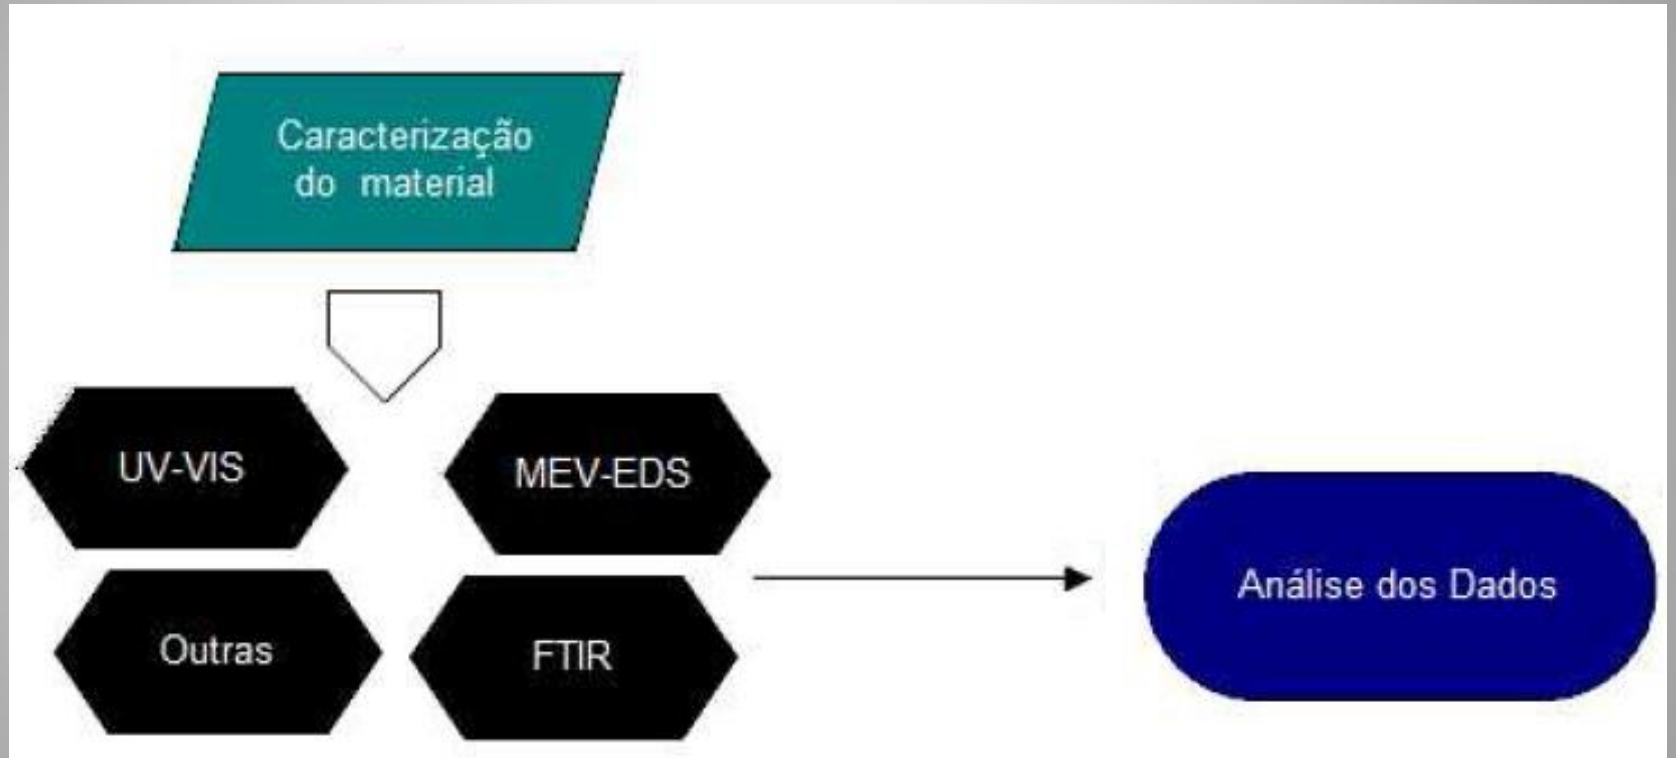 Caracterização
do material
UV-VIS
MEV-EDS
Outras
FTIR
Análise dos Dados